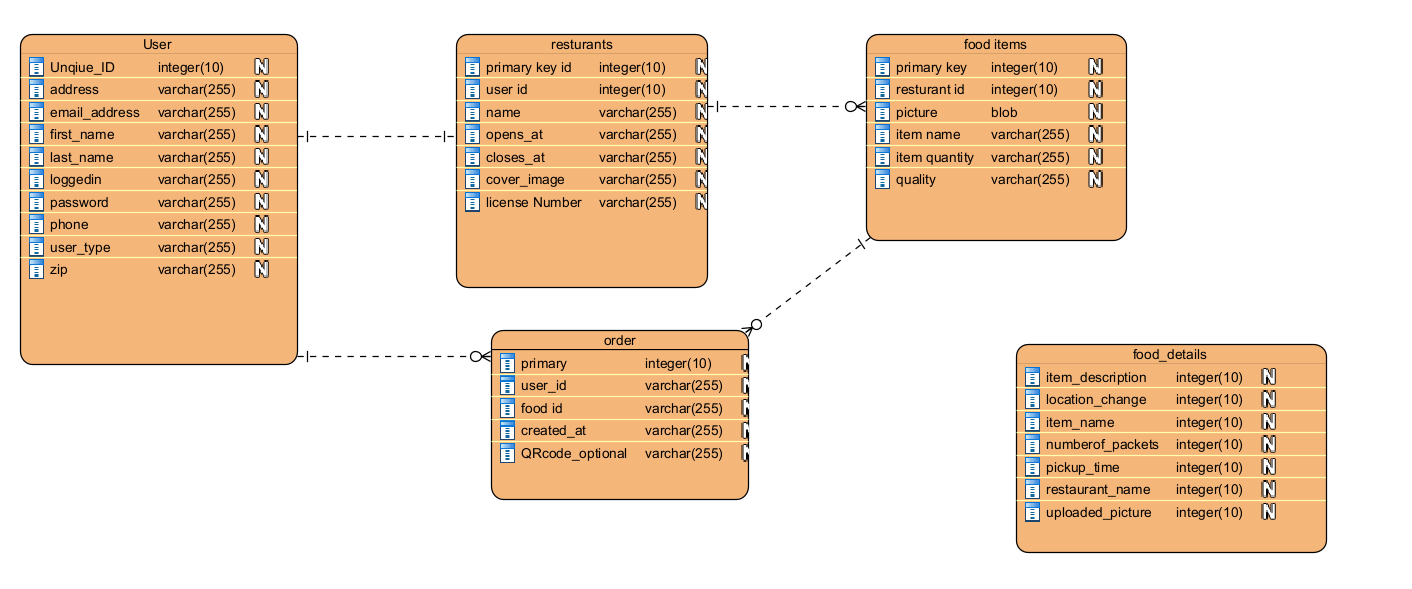 User
Unqiue_ID integer(10) N
address varchar(255) N
email_address varchar(255) N
first_name varchar(255) N
last_name varchar(255) N
loggedin varchar(255) N
password varchar(255) N
phone varchar(255) N
user_type varchar(255) N
zip varchar(255) N
resturants
primary key id integer(10) N
user id integer(10) N
name varchar(255) N
opens_at varchar(255) N
closes_at varchar(255) N
cover_image varchar(255) N
license Number varchar(255) N
food items
primary key integer(10) N
resturant id integer(10) N
picture blob N
item name varchar(255) N
item quantity varchar(255) N
quality varchar(255) N
order
primary integer(10) N
user_id varchar(255) N
food id varchar(255) N
created_at varchar(255) N
QRcode_optional varchar(255) N
food_details
item_description integer(10) N
location_change integer(10) N
item_name integer(10) N
numberof_packets integer(10) N
pickup_time integer(10) N
restaurant_name integer(10) N
uploaded_picture integer(10) N